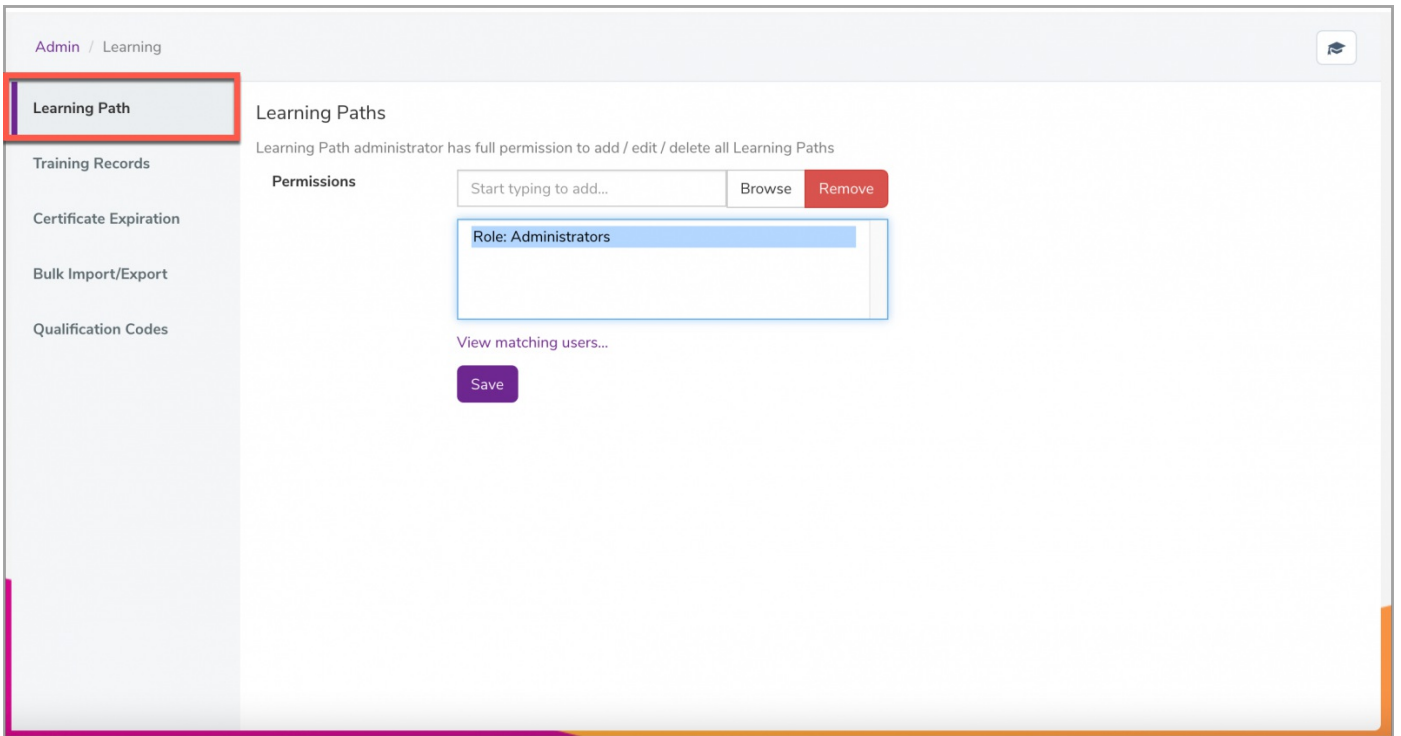 Admin / Learning
Learning Path
Training Records
Certificate Expiration
Bulk Import/Export
Qualification Codes
Learning Paths
Learning Path administrator has full permission to add / edit / delete all Learning Paths
Permissions
Start typing to add...
Browse
Remove
Role: Administrators
View matching users...
Save